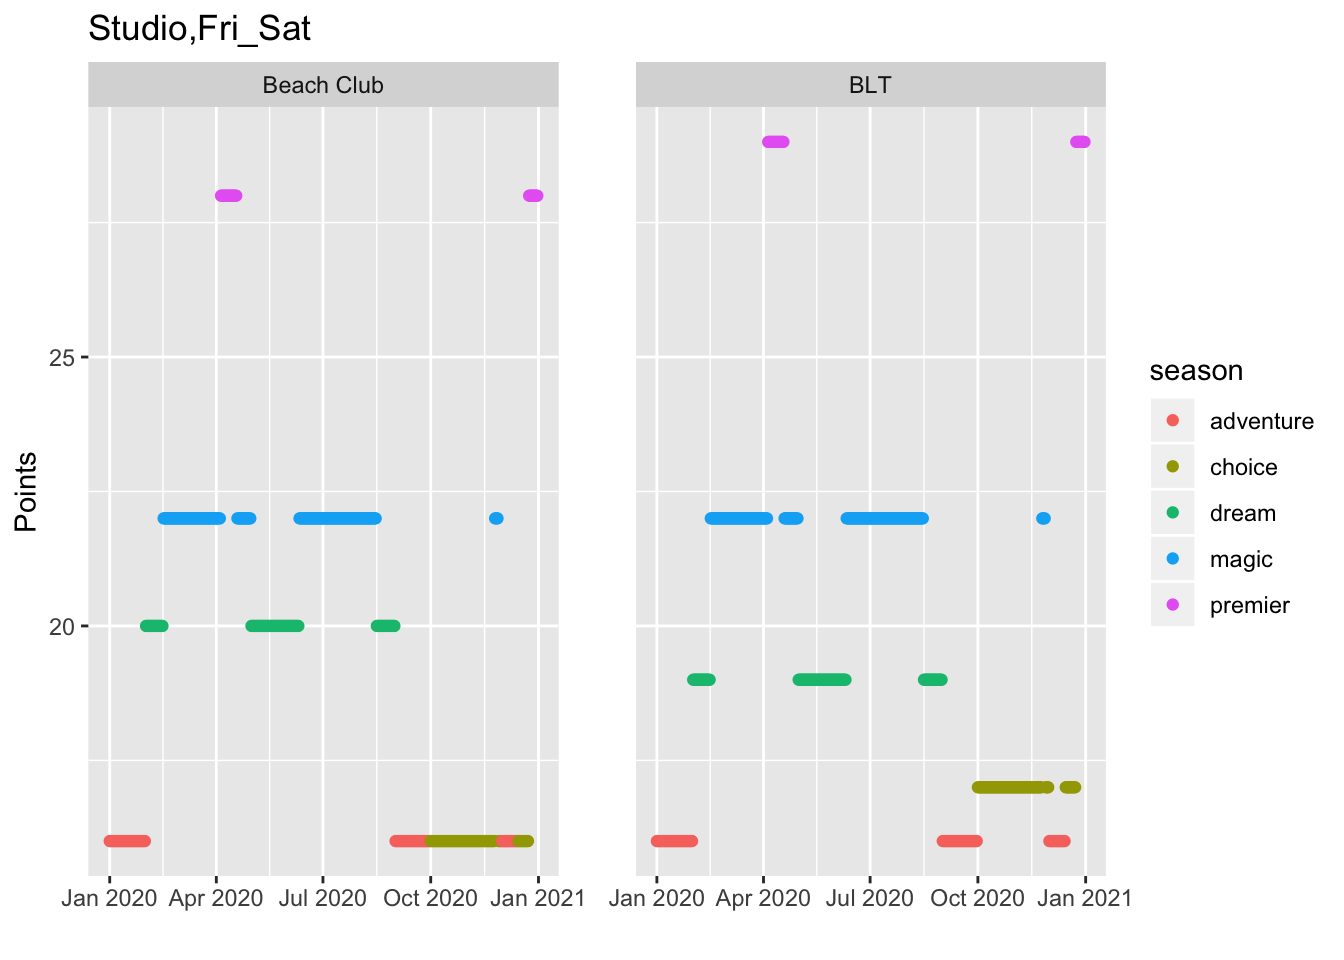 Studio,Fri_Sat
Beach Club
BLT
Points
25
20
Jan 2020 Apr 2020 Jul 2020 Oct 2020 Jan 2021
Jan 2020 Apr 2020 Jul 2020 Oct 2020 Jan 2021
season
adventure
choice
dream
magic
premier